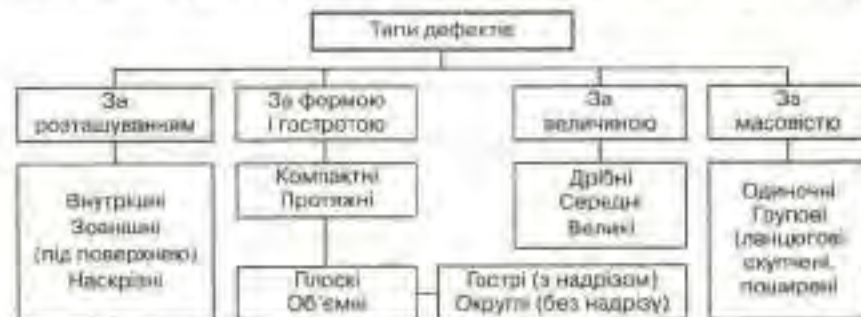 Типи дефектів
За
розташуванням
За формою
і гостротою
За
величиною
За
масовістю
Внутрішні
Зовнішні
(під поверхнею)
Наскрізні
Компактні
Протяжні
Дрібні
Середні
Великі
Одиночні
Групові
(ланцюгові
скупчені,
поширені
Плоскі
Об'ємні
Гострі (з надрізом)
Округлі (без надрізу)